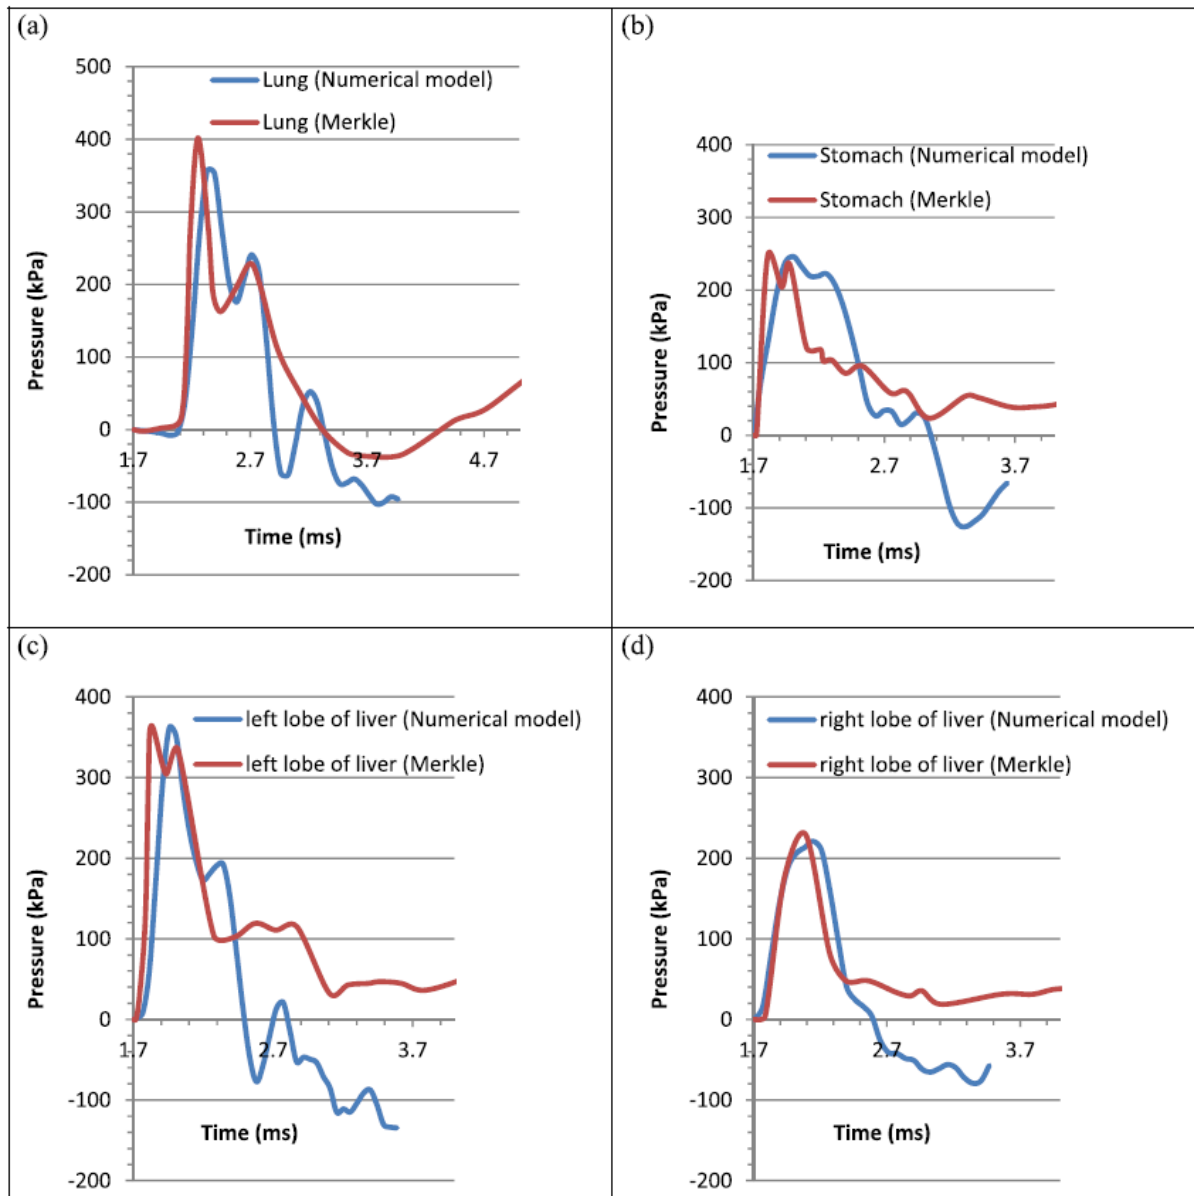 (a)
500
400
300
200
100
0
-100
-200
Lung (Numerical model)
Lung (Merkle)
Pressure (kPa)
1.7 2.7 3.7 4.7
Time (ms)
(b)
400
300
200
100
0
-100
-200
Stomach (Numerical model)
Stomach (Merkle)
Pressure (kPa)
1.7 2.7 3.7
Time (ms)
(c)
400
300
200
100
0
-100
-200
left lobe of liver (Numerical model)
left lobe of liver (Merkle)
Pressure (kPa)
1.7 2.7 3.7
Time (ms)
(d)
400
300
200
100
0
-100
-200
right lobe of liver (Numerical model)
right lobe of liver (Merkle)
Pressure (kPa)
1.7 2.7 3.7
Time (ms)